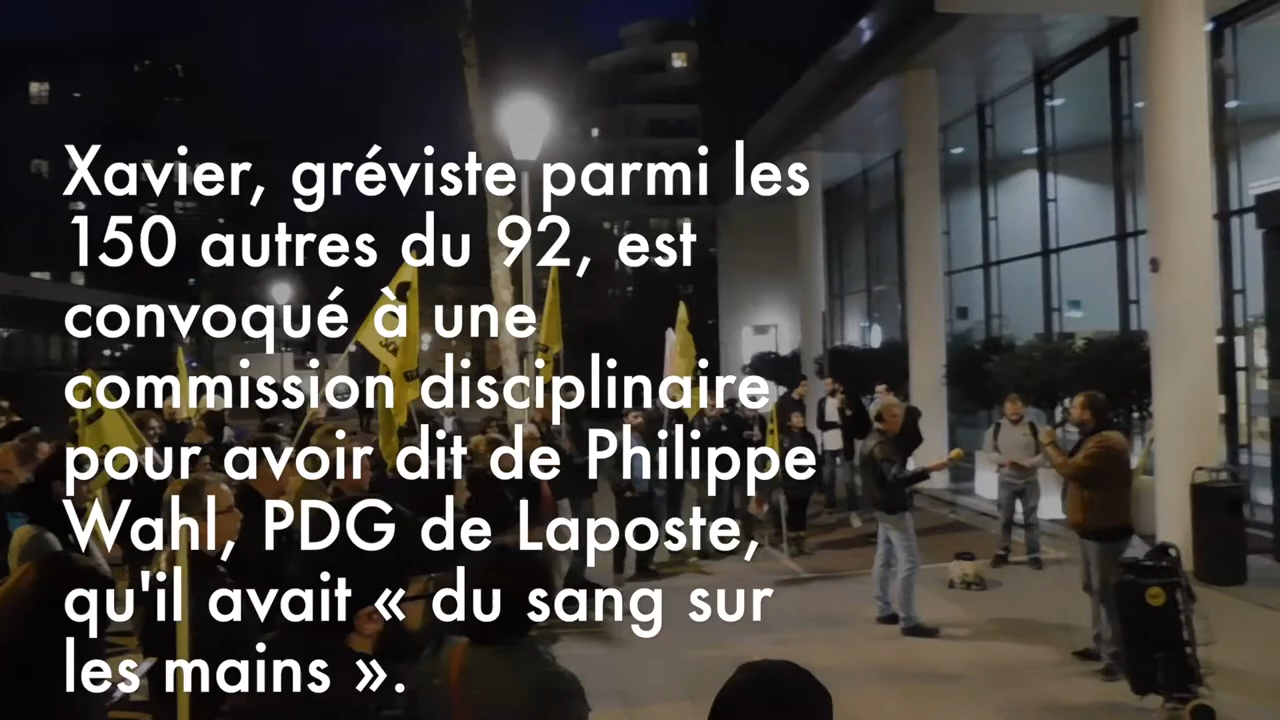 Xavier, gréviste parmi les
150 autres du 92, est
convoqué à une
commission disciplinaire
pour avoir dit de Philippe
Wahl, PDG de Laposte,
qu'il avait « du sang sur
les mains ».